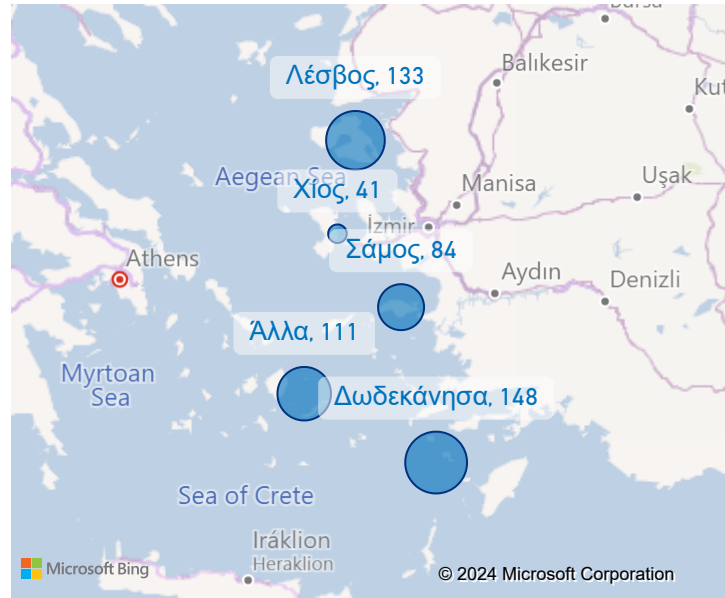 Bursa
Balıkesir
Λέσβος, 133
Aegean Sea
Χίος, 41
Manisa
Uşak
İzmir
Σάμος, 84
Athens
Aydın
Denizli
Άλλα, 111
Myrtoan
Sea
Δωδεκάνησα, 148
Sea of Crete
Iráklion
Heraklion
Microsoft Bing
© 2024 Microsoft Corporation